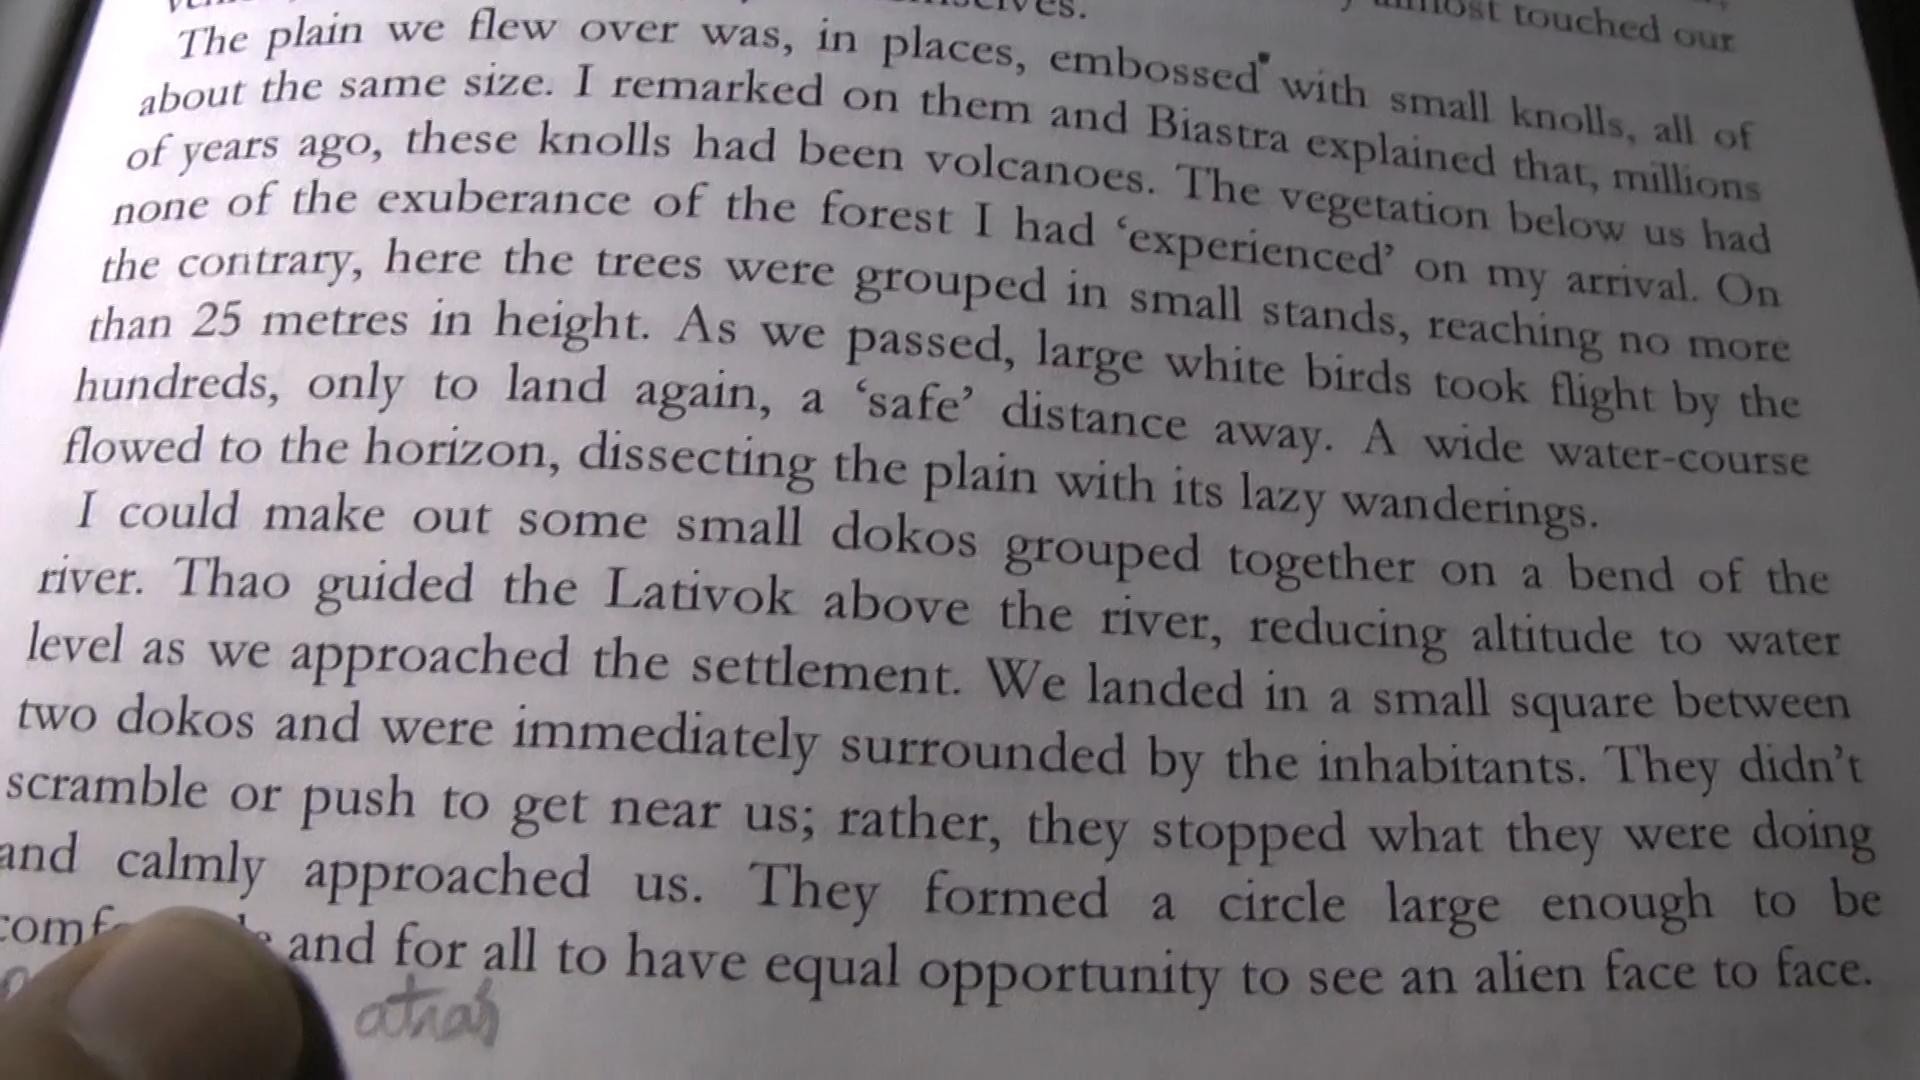 touched our
The plain we flew over was, in places, embossed with small knolls, all of
about the same size. I remarked on them and Biastra explained that, millions
of years ago, these knolls had been volcanoes. The vegetation below us had
none of the exuberance of the forest I had ‘experienced’ on my arrival. On
the contrary, here the trees were grouped in small stands, reaching no more
than 25 metres in height. As we passed, large white birds took flight by the
hundreds, only to land again, a ‘safe’ distance away. A wide water-course
flowed to the horizon, dissecting the plain with its lazy wanderings.
I could make out some small dokos grouped together on a bend of the
river. Thao guided the Lativok above the river, reducing altitude to water
level as we approached the settlement. We landed in a small square between
two dokos and were immediately surrounded by the inhabitants. They didn’t
scramble or push to get near us; rather, they stopped what they were doing
and calmly approached us. They formed a circle large enough to be
and for all to have equal opportunity to see an alien face to face.